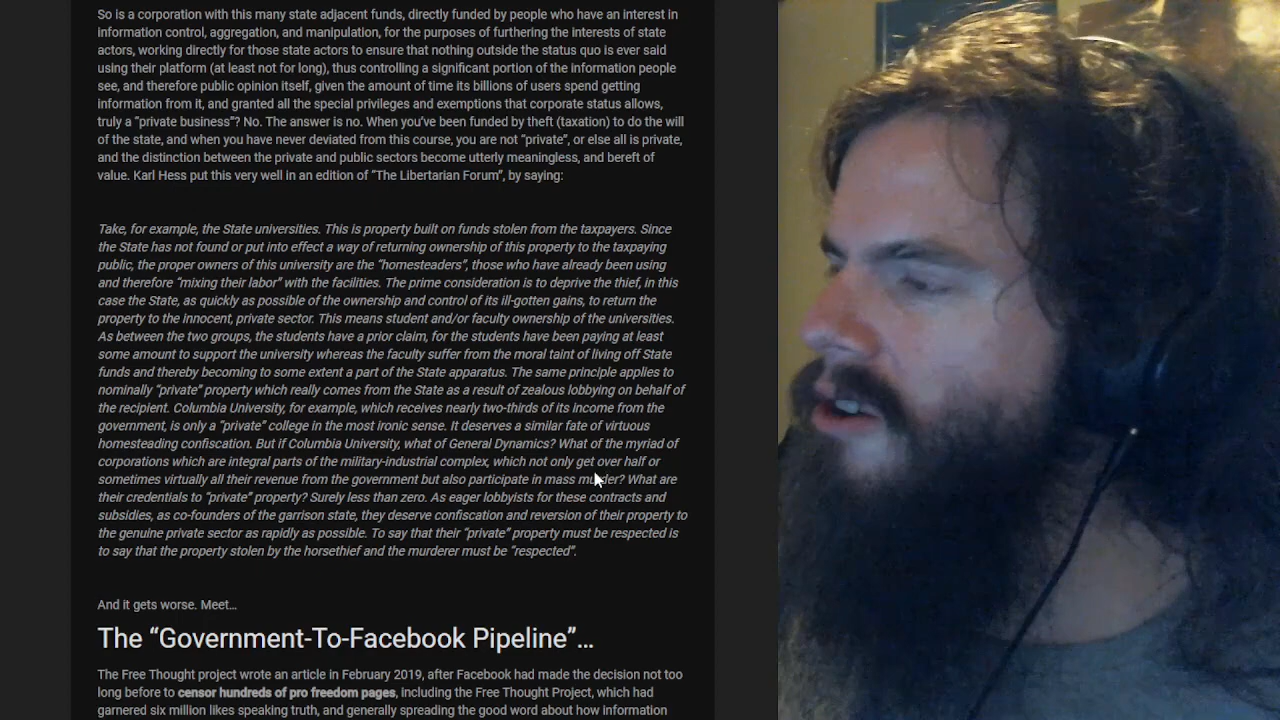 So is a corporation with this many state adjacent funds, directly funded by people who have an interest in
information control, aggregation, and manipulation, for the purposes of furthering the interests of state
actors, working directly for those state actors to ensure that nothing outside the status quo is ever said
using their platform (at least not for long), thus controlling a significant portion of the information people
see, and therefore public opinion itself, given the amount of time its billions of users spend getting
information from it, and granted all the special privileges and exemptions that corporate status allows,
truly a "private business"? No. The answer is no. When you've been funded by theft (taxation) to do the will
of the state, and when you have never deviated from this course, you are not “private”, or else all is private,
and the distinction between the private and public sectors become utterly meaningless, and bereft of
value. Karl Hess put this very well in an edition of “The Libertarian Forum”, by saying:
Take, for example, the State universities. This is property built on funds stolen from the taxpayers. Since
the State has not found or put into effect a way of returning ownership of this property to the taxpaying
public, the proper owners of this university are the “homesteaders”, those who have already been using
and therefore “mixing their labor” with the facilities. The prime consideration is to deprive the thief, in this
case the State, as quickly as possible of the ownership and control of its ill-gotten gains, to return the
property to the innocent, private sector. This means student and/or faculty ownership of the universities.
As between the two groups, the students have a prior claim, for the students have been paying at least
some amount to support the university whereas the faculty suffer from the moral taint of living off State
funds and thereby becoming to some extent a part of the State apparatus. The same principle applies to
nominally “private” property which really comes from the State as a result of zealous lobbying on behalf of
the recipient. Columbia University, for example, which receives nearly two-thirds of its income from the
government, is only a “private” college in the most ironic sense. It deserves a similar fate of virtuous
homesteading confiscation. But if Columbia University, what of General Dynamics? What of the myriad of
corporations which are integral parts of the military-industrial complex, which not only get over half or
sometimes virtually all their revenue from the government but also participate in mass murder? What are
their credentials to “private” property? Surely less than zero. As eager lobbyists for these contracts and
subsidies, as co-founders of the garrison state, they deserve confiscation and reversion of their property to
the genuine private sector as rapidly as possible. To say that their “private” property must be respected is
to say that the property stolen by the horsethief and the murderer must be “respected”.
And it gets worse. Meet…
The “Government-To-Facebook Pipeline”…
The Free Thought project wrote an article in February 2019, after Facebook had made the decision not too
long before to censor hundreds of pro freedom pages, including the Free Thought Project, which had
garnered six million likes speaking truth, and generally spreading the good word about how information